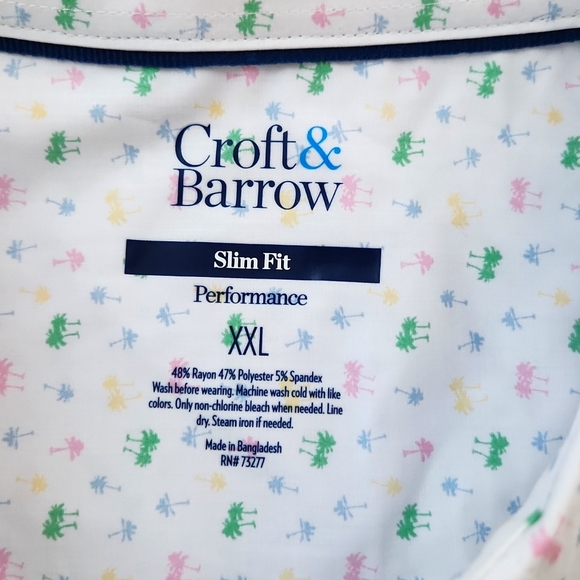 Croft&
Barrow
Slim Fit
Performance
XXL
48% Rayon 47% Polyester 5% Spandex
Wash before wearing. Machine wash cold with like
colors. Only non-chlorine bleach when needed. Line
dry. Steam iron if needed.
Made in Bangladesh
RN# 73277